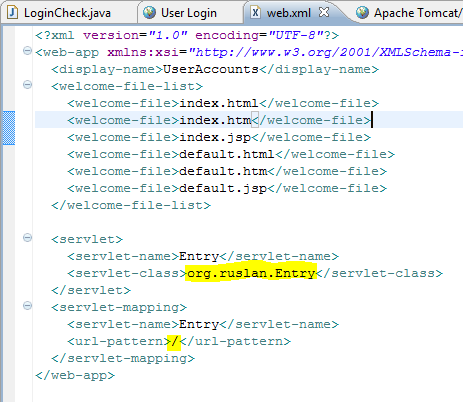 LoginCheck.java User Login web.xml Apache Tomcat/
<?xml version="1.0" encoding="UTF-8"?>
<web-app xmlns:xsi="http://www.w3.org/2001/XMLSchema-i
<display-name>UserAccounts</display-name>
<welcome-file-list>
<welcome-file>index.html</welcome-file>
<welcome-file>index.htm</welcome-file>
<welcome-file>index.jsp</welcome-file>
<welcome-file>default.html</welcome-file>
<welcome-file>default.htm</welcome-file>
<welcome-file>default.jsp</welcome-file>
</welcome-file-list>
<servlet>
<servlet-name>Entry</servlet-name>
<servlet-class>org.ruslan.Entry</servlet-class>
</servlet>
<servlet-mapping>
<servlet-name>Entry</servlet-name>
<url-pattern>/</url-pattern>
</servlet-mapping>
</web-app>